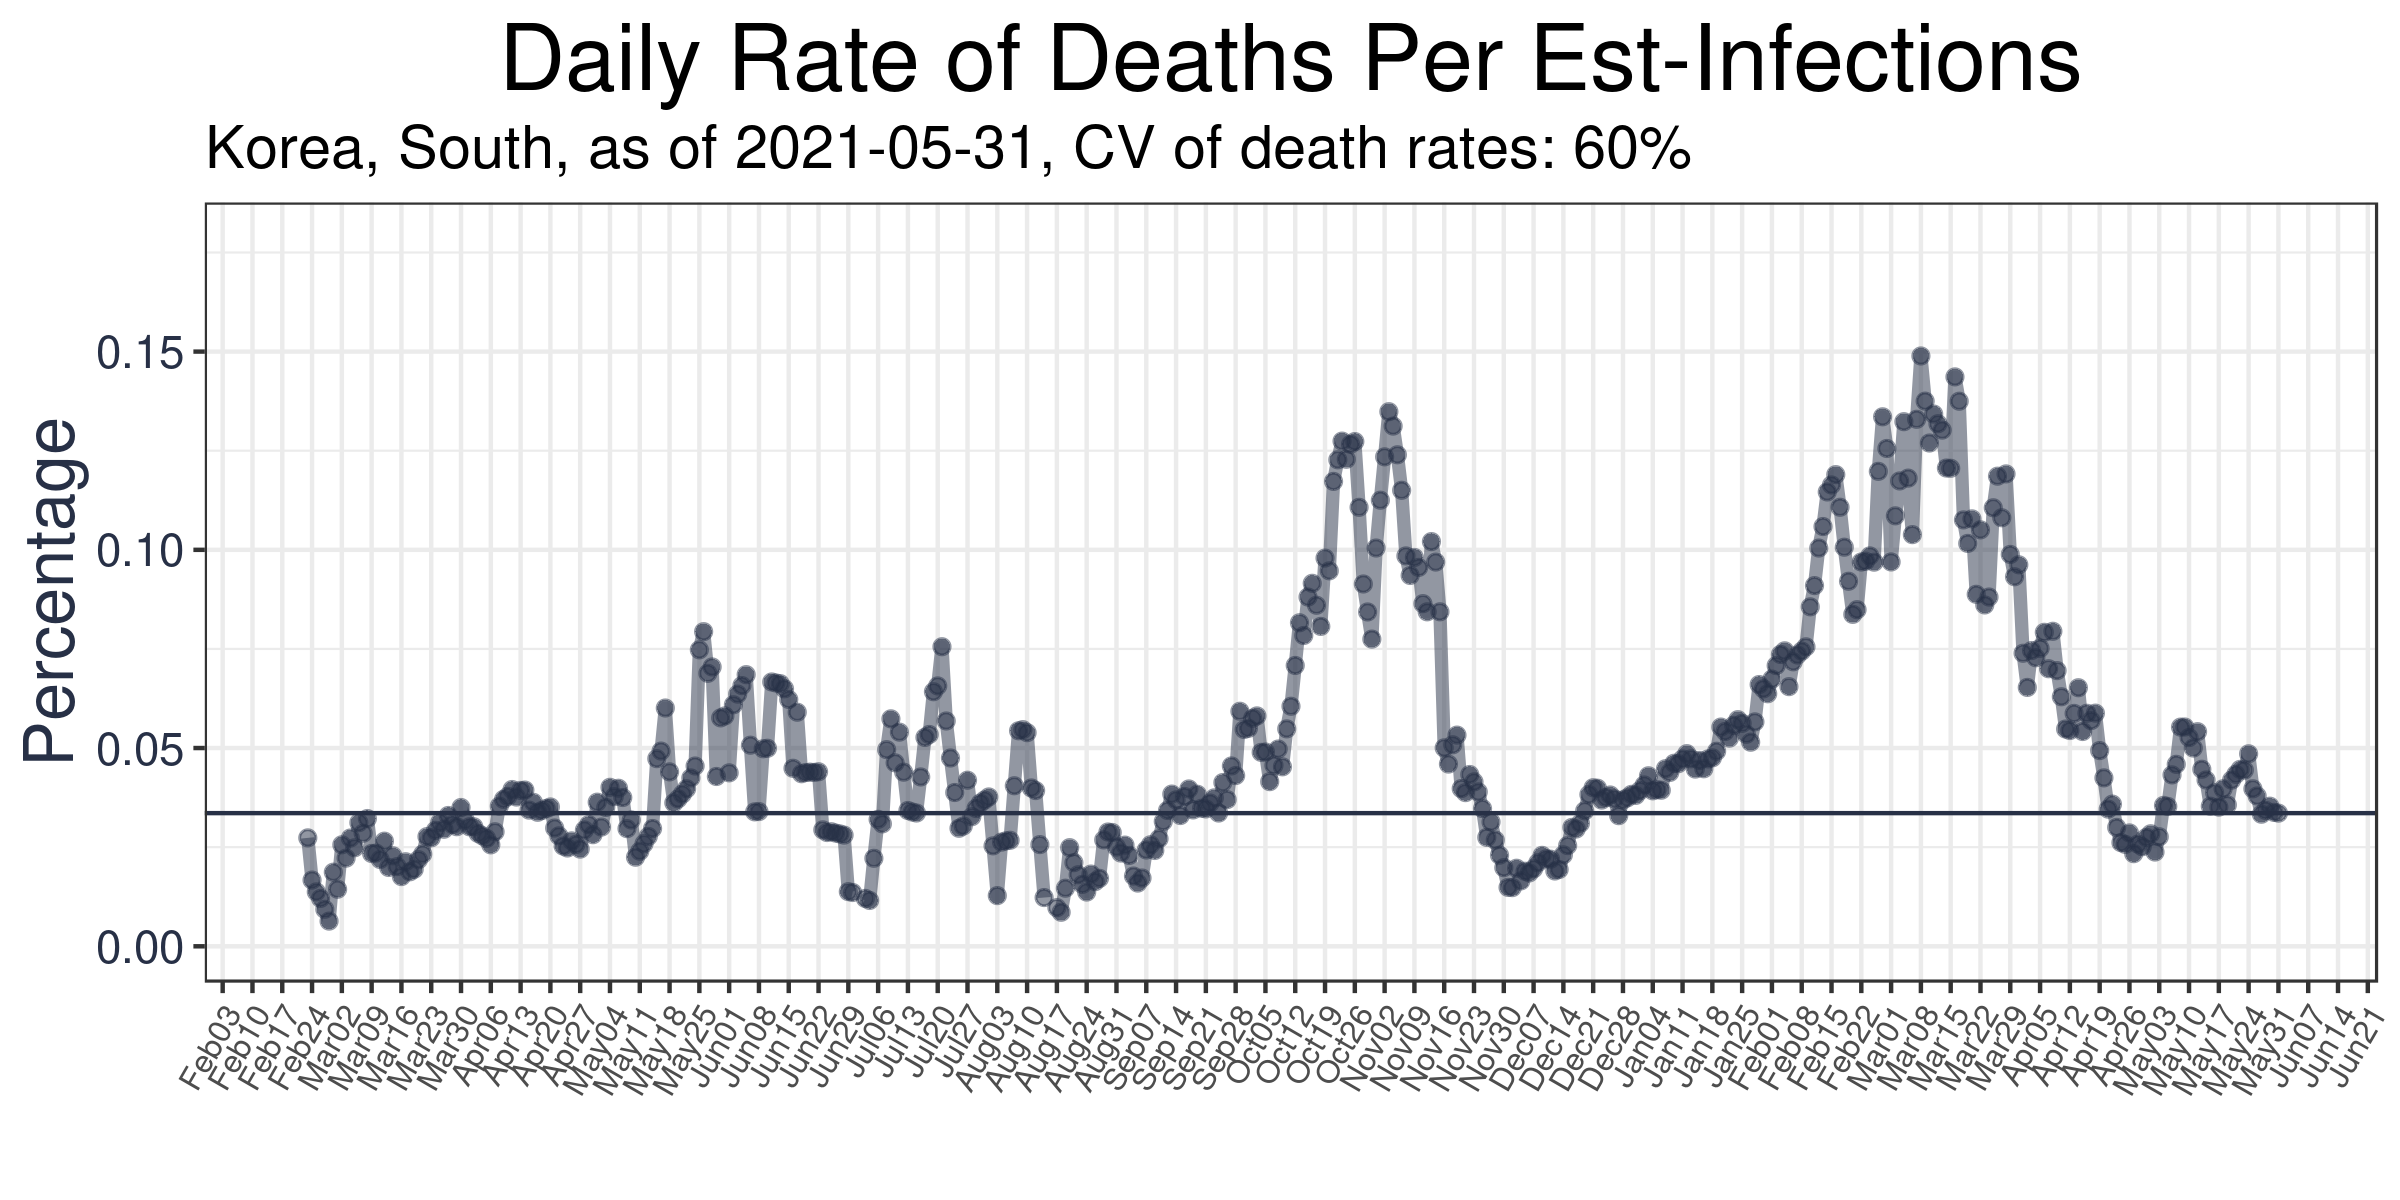 Daily Rate of Deaths Per Est-Infections
Korea, South, as of 2021-05-31, CV of death rates: 60%
Percentage
0.15
0.10
0.05
0.00
Feb03
Feb10
Feb17
Feb24
Mar02
Mar09
Mar16
Mar23
Mar30
Apr06
Apr13
Apr20
Apr27
May04
May11
May18
May25
Jun01
Jun08
Jun15
Jun22
Jun29
Jul06
Jul13
Jul20
Jul27
Aug03
Aug10
Aug17
Aug24
Aug31
Sep07
Sep14
Sep21
Sep28
Oct05
Oct12
Oct19
Oct26
Nov02
Nov09
Nov16
Nov23
Nov30
Dec07
Dec14
Dec21
Dec28
Jan04
Jan11
Jan18
Jan25
Feb01
Feb08
Feb15
Feb22
Mar01
Mar08
Mar15
Mar22
Mar29
Apr05
Apr12
Apr19
Apr26
May03
May10
May17
May24
May31
Jun07
Jun14
Jun21